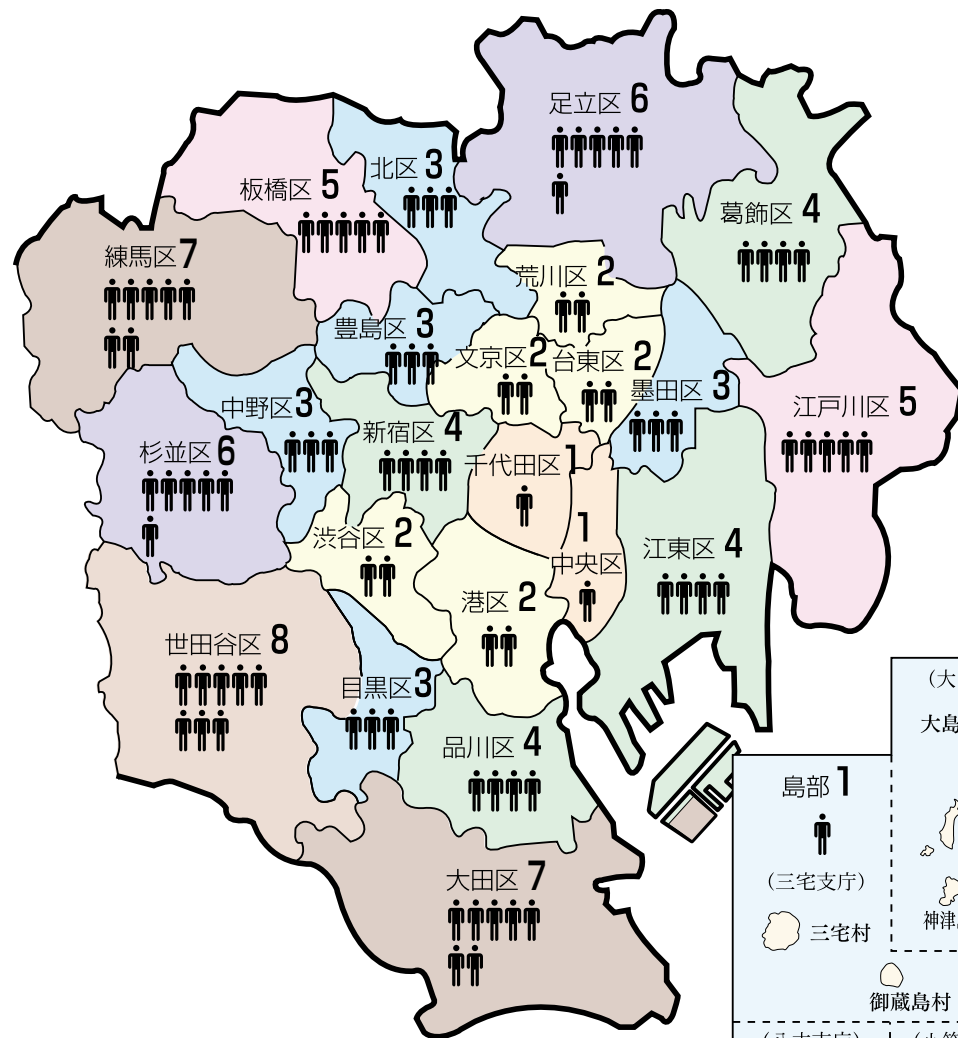 足立区 6
北区 3
板橋区 5
葛飾区 4
練馬区 7
荒川区 2
豊島区 3
文京区 2
台東区 2
墨田区 3
中野区 3
江戸川区 5
新宿区 4
杉並区 6
千代田区 1
渋谷区 2
1
中央区
江東区 4
港区 2
世田谷区 8
目黒区 3
品川区 4
大田区 7
(大
大島
島部 1
(三宅支庁)
三宅村
神津
御蔵島村